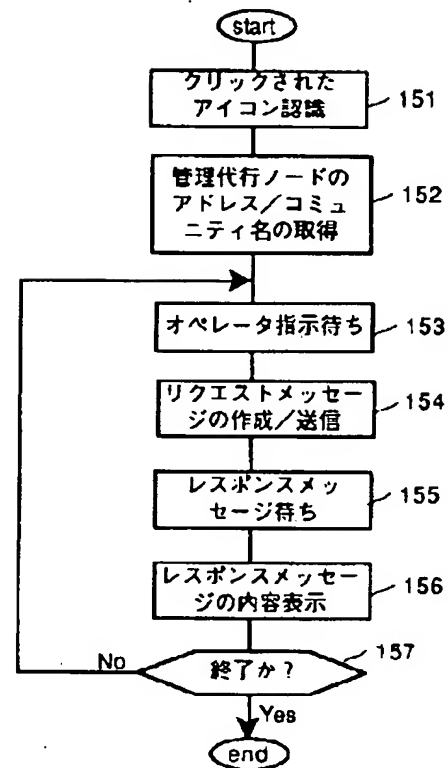 start
クリックされた
アイコン認識
151
管理代行ノードの
アドレス/コミュ
ニティ名の取得
152
オペレータ指示待ち
153
リクエストメッセー
ジの作成/送信
154
レスポンスメッ
セージ待ち
155
レスポンスメッセー
ジの内容表示
156
終了か?
157
No
Yes
end